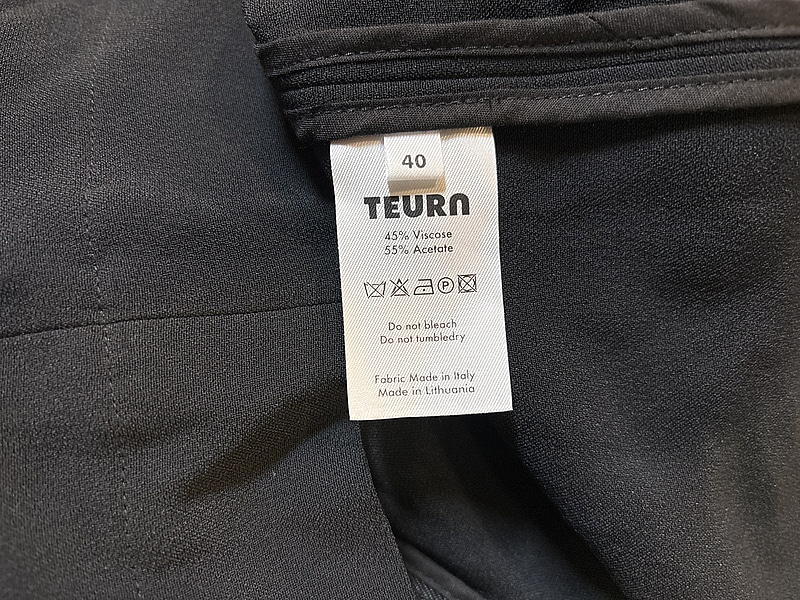 40
TEURN
45% Viscose
55% Acetate
P
Do not bleach
Do not tumbledry
Fabric Made in Italy
Made in Lithuania